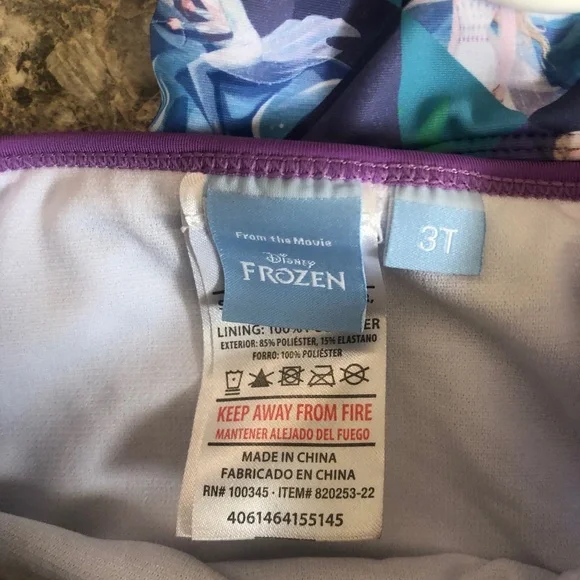 From the Movie
Disney
FROZEN
3T
LINING: 100%
EXTERIOR: 85% POLIÉSTER, 15% ELASTANO
FORRO: 100% POLIÉSTER
KEEP AWAY FROM FIRE
MANTENER ALEJADO DEL FUEGO
MADE IN CHINA
FABRICADO EN CHINA
RN# 100345 · ITEM# 820253-22
4061464155145